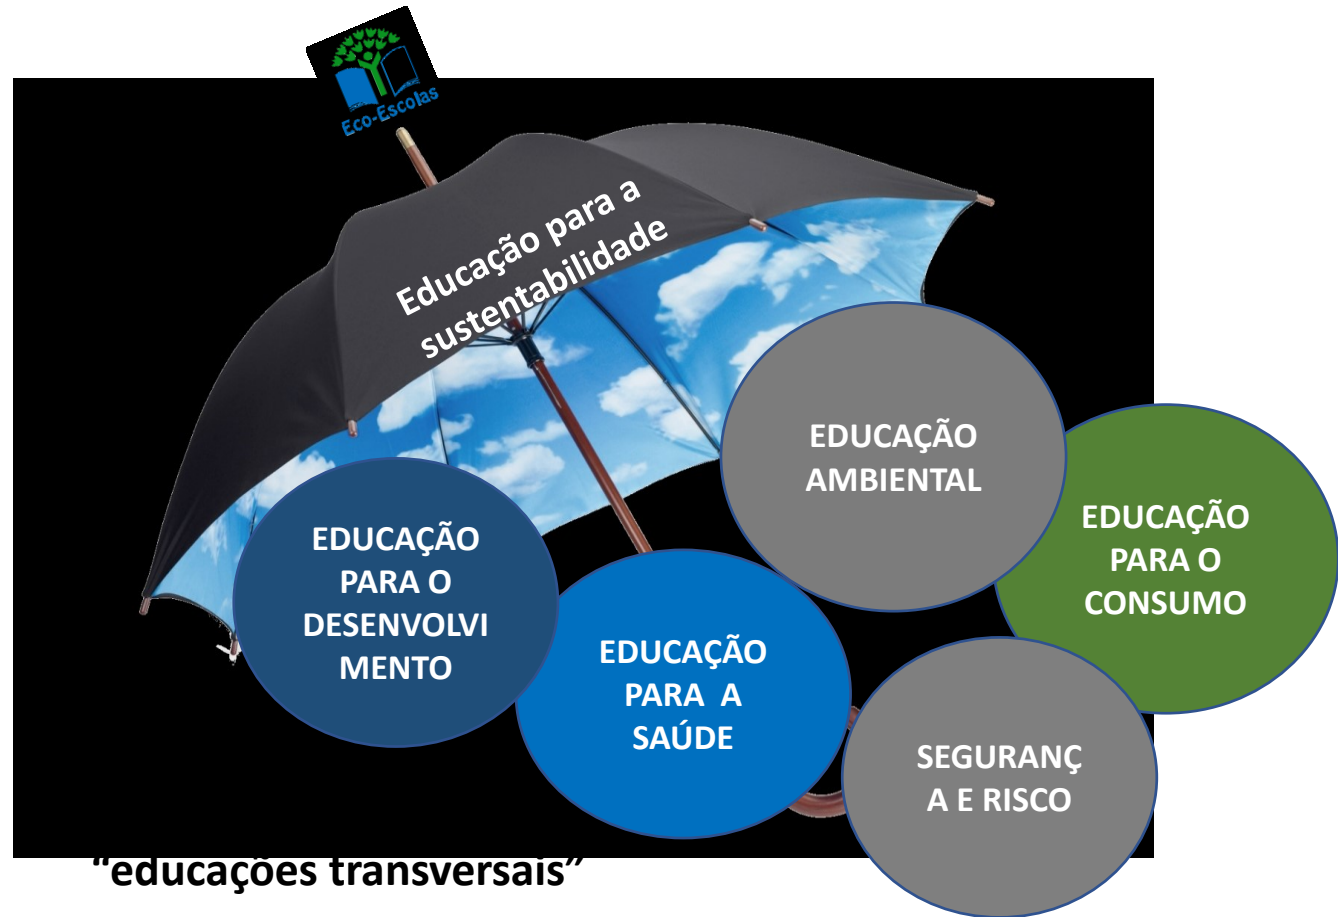 Eco-Escolas
Educação para a
sustentabilidade
EDUCAÇÃO
AMBIENTAL
EDUCAÇÃO
PARA O
CONSUMO
EDUCAÇÃO
PARA O
DESENVOLVI
MENTO
EDUCAÇÃO
PARA A
SAÚDE
SEGURANÇ
A E RISCO
“educações transversais”